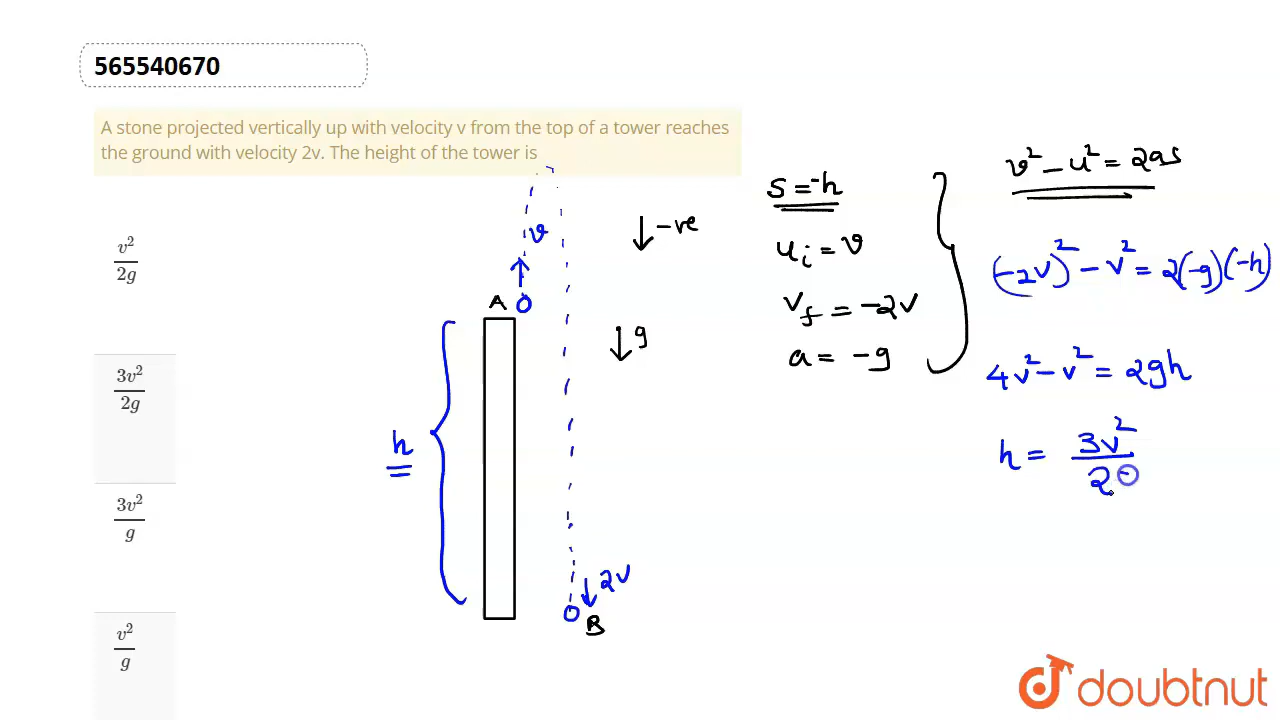 565540670
A stone projected vertically up with velocity v from the top of a tower reaches
the ground with velocity 2v. The height of the tower is
v²/2g
3v²/2g
3v²/g
v²/g
A
v
h
2v
B
↓ -ve
↓ g
s = -h
u_i = v
v_f = -2v
a = -g
v² - u² = 2as
(-2v)² - v² = 2(-g)(-h)
4v² - v² = 2gh
h = 3v²/2
doubtnut